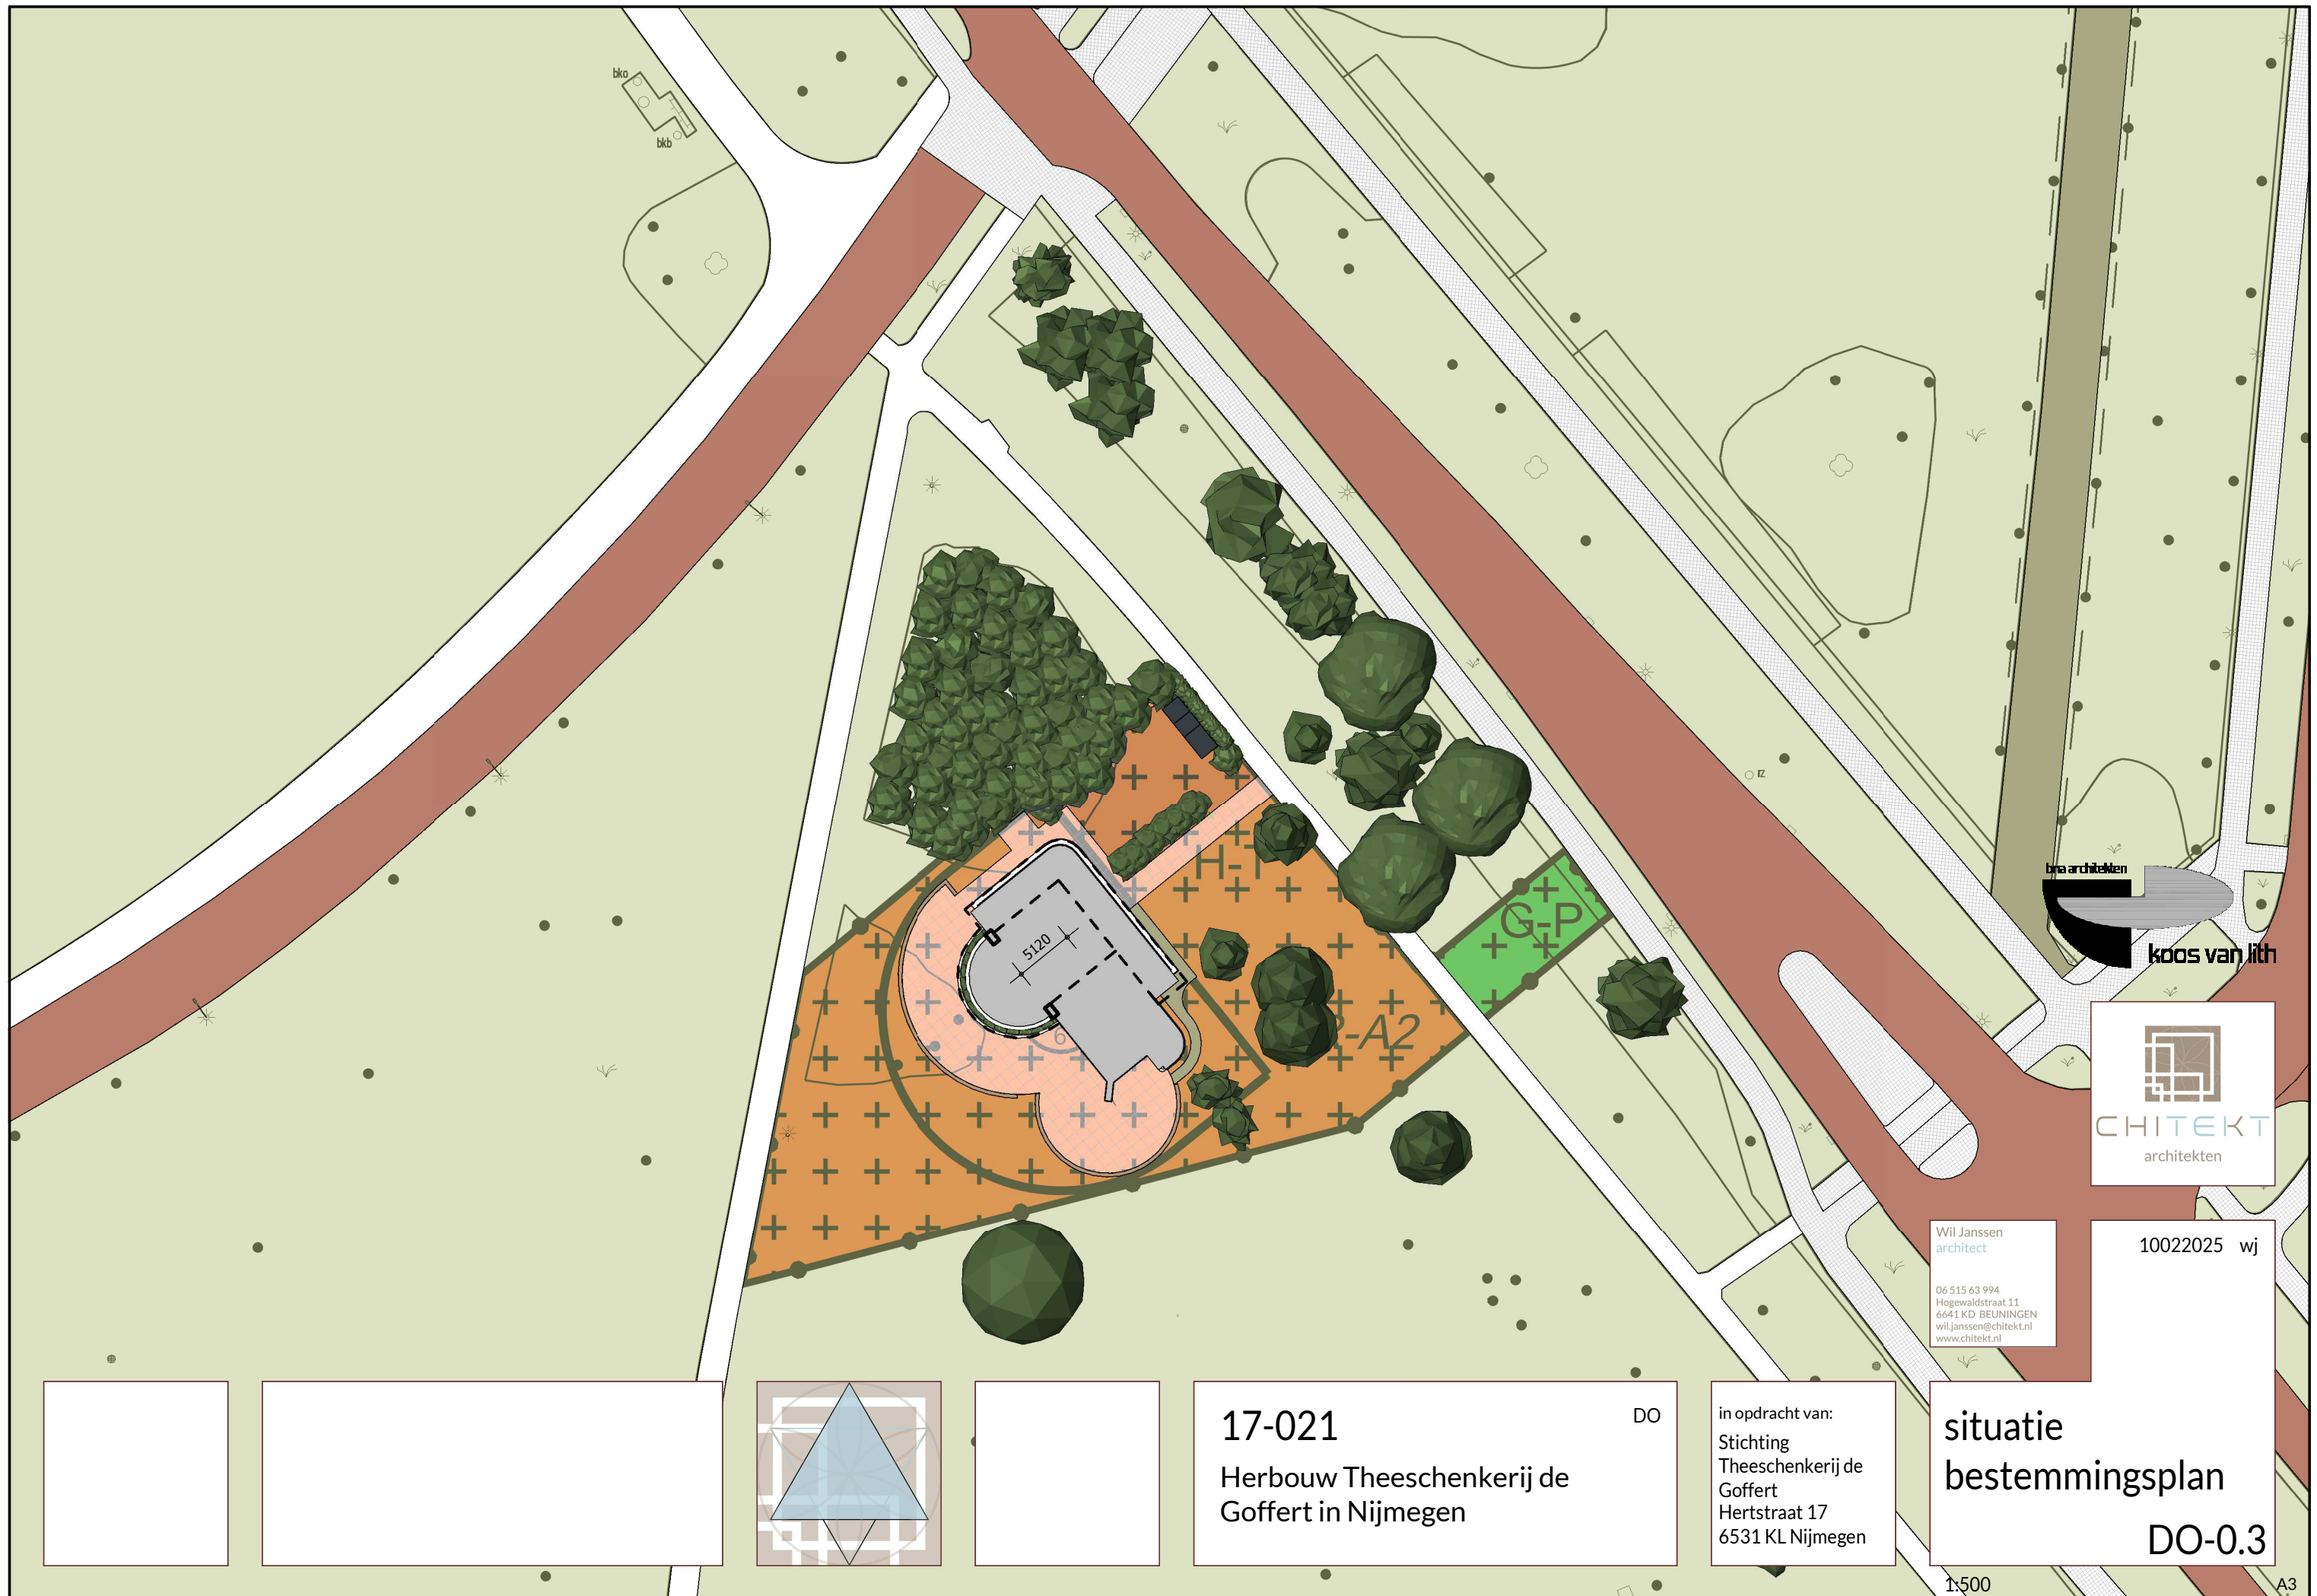 bko
bkb
rz
H-1
G-P
-A2
5120
6
bna architekten
koos van lith
CHITEKT
architekten
Wil Janssen
architect
06 515 63 994
Hogewaldstraat 11
6641 KD BEUNINGEN
wil.janssen@chitekt.nl
www.chitekt.nl
10022025 wj
17-021
DO
Herbouw Theeschenkerij de
Goffert in Nijmegen
in opdracht van:
Stichting
Theeschenkerij de
Goffert
Hertstraat 17
6531 KL Nijmegen
situatie
bestemmingsplan
DO-0.3
1:500
A3